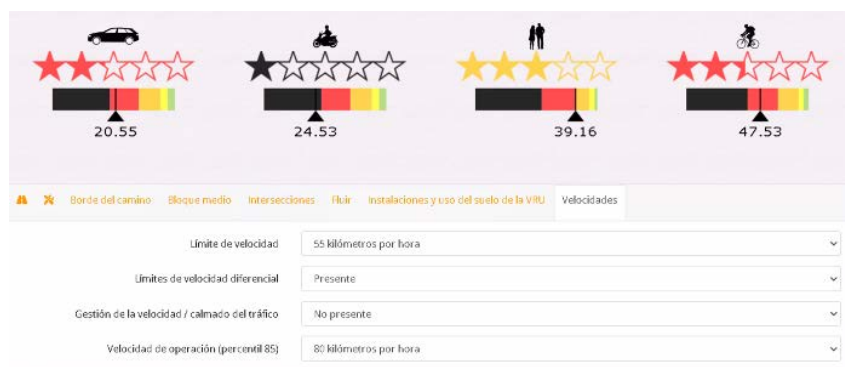 20.55 24.53 39.16 47.53
Borde del camino Bloque medio Intersecciones Fluir Instalaciones y uso del suelo de la VRU Velocidades
Límite de velocidad 55 kilómetros por hora
Límites de velocidad diferencial Presente
Gestión de la velocidad / calmado del tráfico No presente
Velocidad de operación (percentil 85) 80 kilómetros por hora